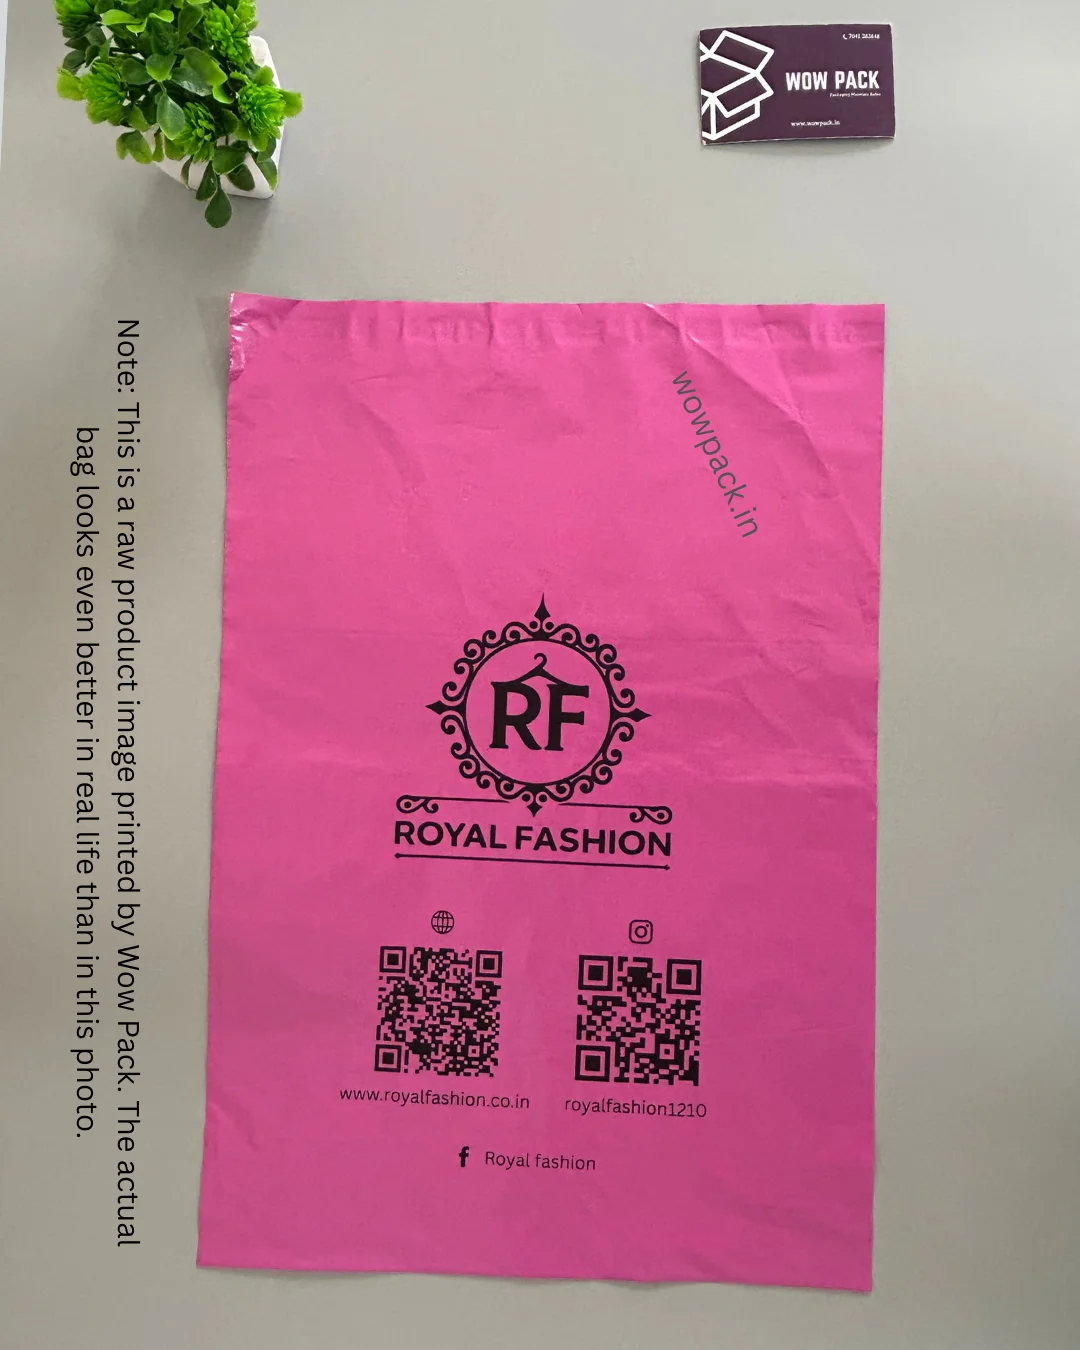 7041 283848
WOW PACK
www.wowpack.in
wowpack.in
Note: This is a raw product image printed by Wow Pack. The actual
bag looks even better in real life than in this photo.
RF
ROYAL FASHION
www.royalfashion.co.in
royalfashion1210
Royal fashion